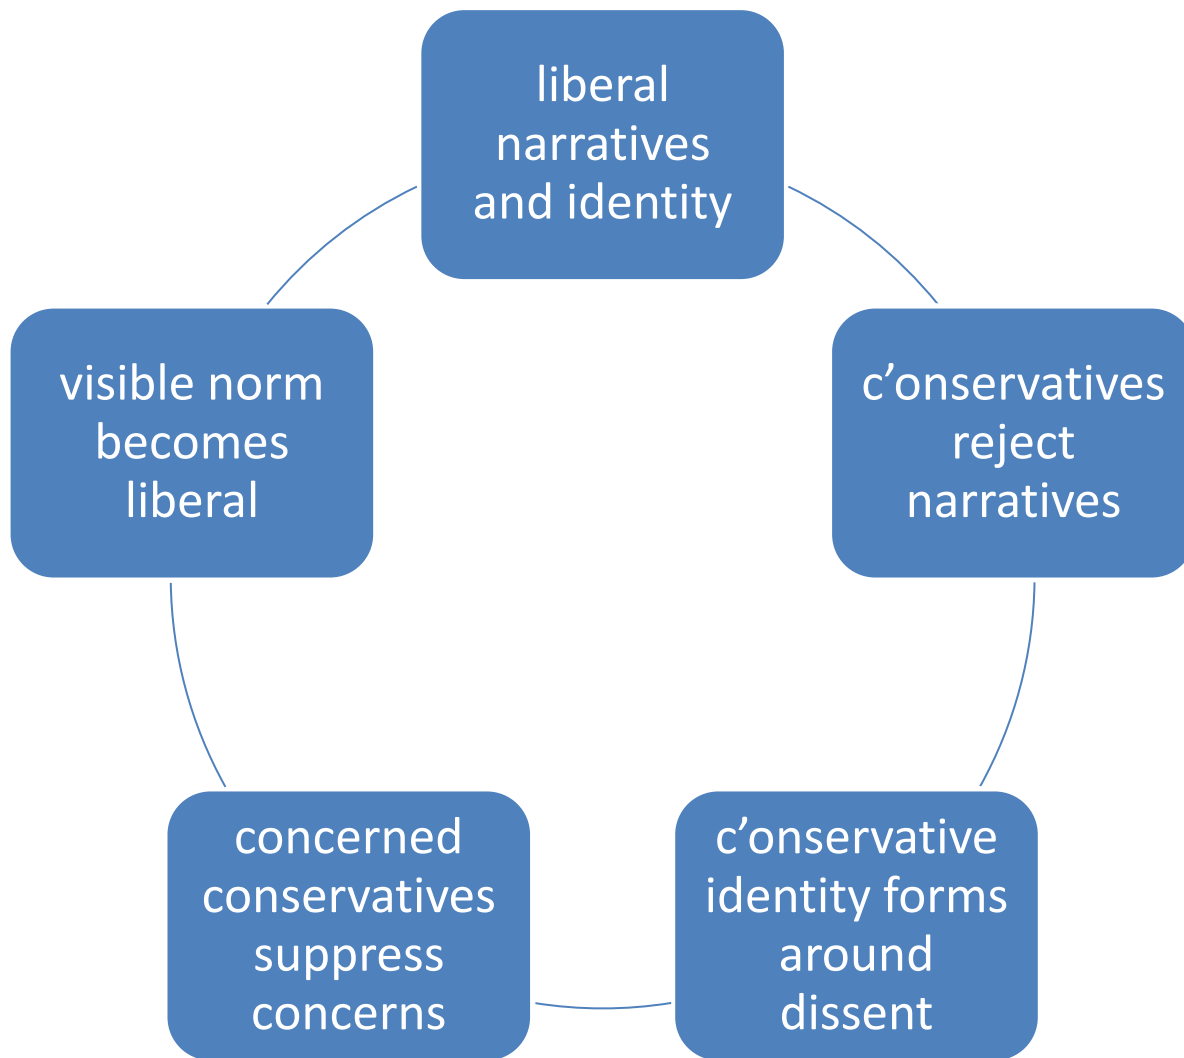 liberal
narratives
and identity
c’onservatives
reject
narratives
c’onservative
identity forms
around
dissent
concerned
conservatives
suppress
concerns
visible norm
becomes
liberal